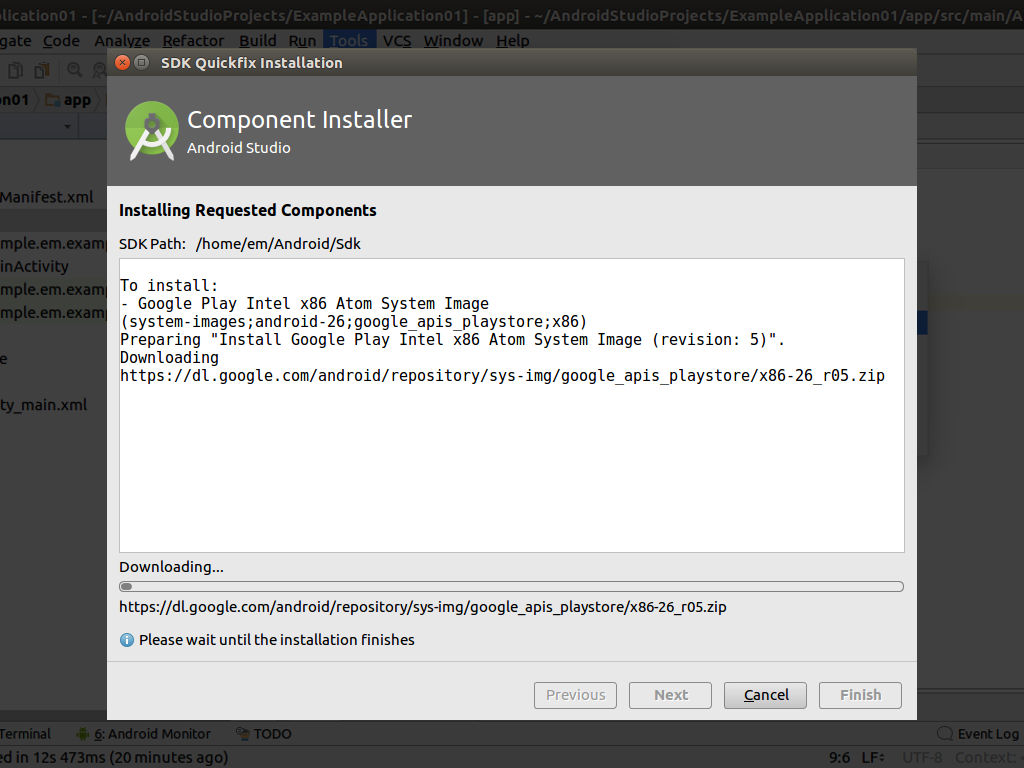 lication01 - [~/AndroidStudioProjects/ExampleApplication01] - [app] - ~/AndroidStudioProjects/ExampleApplication01/app/src/main/A
gate Code Analyze Refactor Build Run Tools VCS Window Help
SDK Quickfix Installation
on01 app
Component Installer
Android Studio
Manifest.xml
Installing Requested Components
mple.em.examp
SDK Path: /home/em/Android/Sdk
inActivity
To install:
mple.em.examp
- Google Play Intel x86 Atom System Image
mple.em.examp
(system-images;android-26;google_apis_playstore;x86)
Preparing "Install Google Play Intel x86 Atom System Image (revision: 5)".
e
Downloading
https://dl.google.com/android/repository/sys-img/google_apis_playstore/x86-26_r05.zip
ty_main.xml
Downloading...
https://dl.google.com/android/repository/sys-img/google_apis_playstore/x86-26_r05.zip
Please wait until the installation finishes
Previous Next Cancel Finish
Terminal 6: Android Monitor TODO Event Log
ed in 12s 473ms (20 minutes ago) 9:6 LF÷ UTF-8 Context: